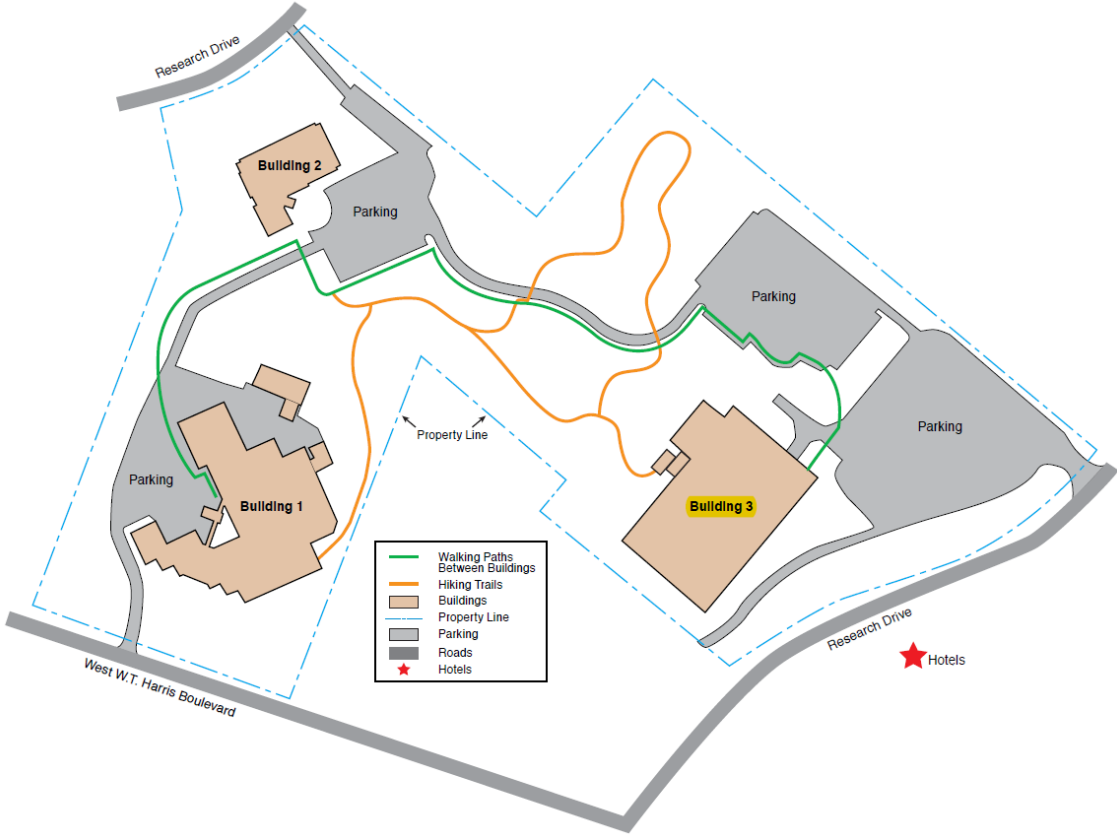 Research Drive
Building 2
Parking
Parking
Parking
Property Line
Parking
Building 1
Building 3
Walking Paths
Between Buildings
Hiking Trails
Buildings
Property Line
Parking
Roads
Hotels
Research Drive
Hotels
West W.T. Harris Boulevard